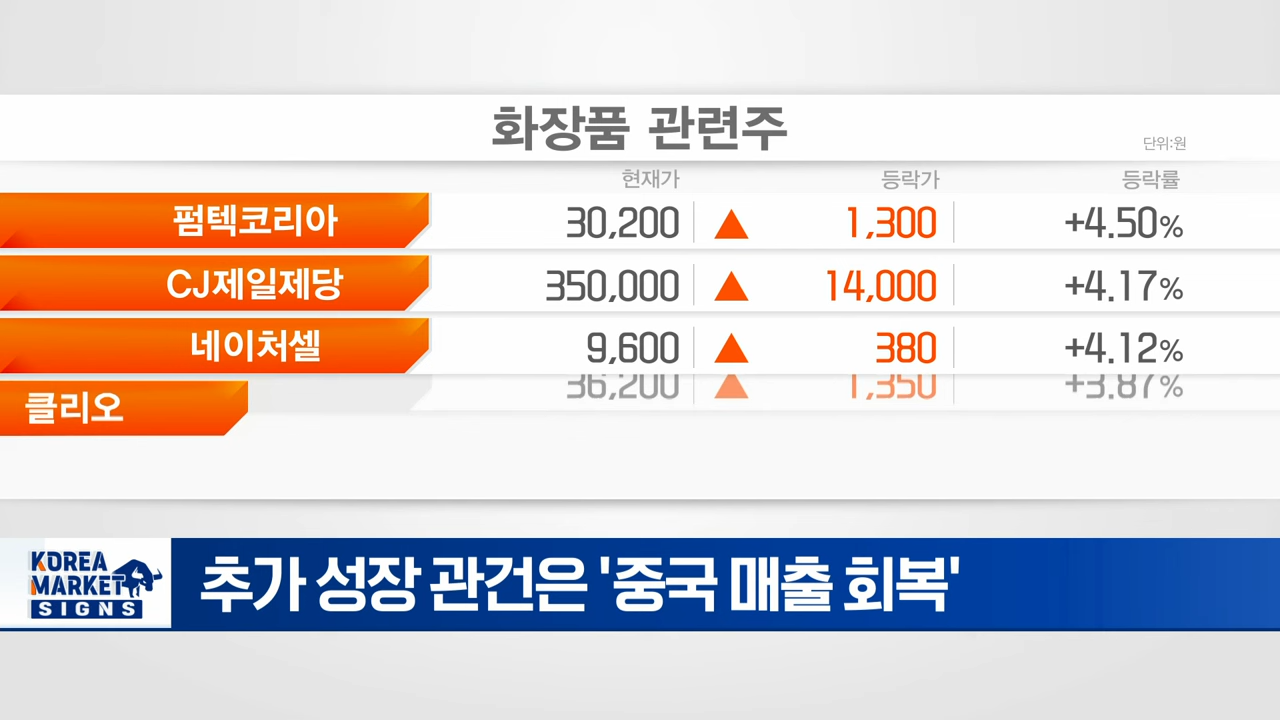 화장품 관련주
단위:원
현재가 등락가 등락률
펌텍코리아 30,200 ▲ 1,300 +4.50%
CJ제일제당 350,000 ▲ 14,000 +4.17%
네이처셀 9,600 ▲ 380 +4.12%
클리오 36,200 ▲ 1,350 +3.87%
KOREA
MARKET
SIGNS
추가 성장 관건은 '중국 매출 회복'